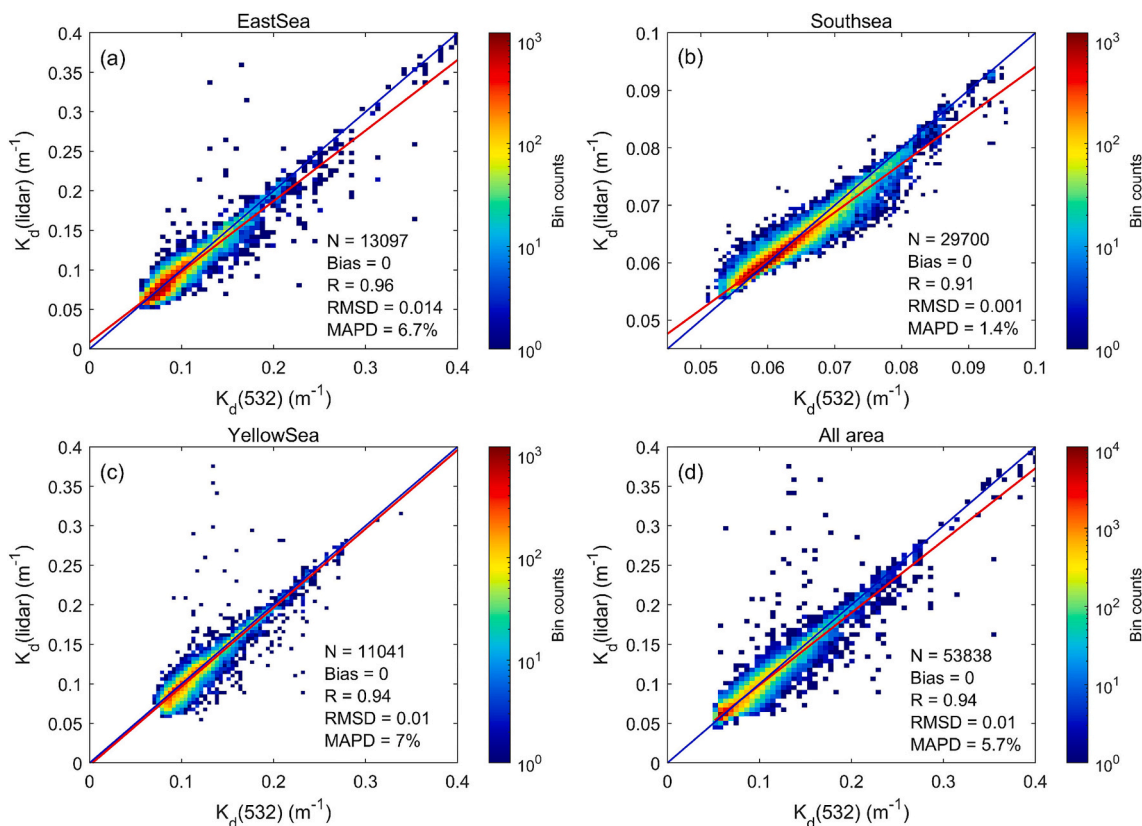 EastSea
(a)
K_d(lidar) (m^-1)
0.4
0.35
0.3
0.25
0.2
0.15
0.1
0.05
0
0 0.1 0.2 0.3 0.4
K_d(532) (m^-1)
N = 13097
Bias = 0
R = 0.96
RMSD = 0.014
MAPD = 6.7%
10^3
10^2
10^1
10^0
Bin counts
Southsea
(b)
K_d(lidar) (m^-1)
0.1
0.09
0.08
0.07
0.06
0.05
0.05 0.06 0.07 0.08 0.09 0.1
K_d(532) (m^-1)
N = 29700
Bias = 0
R = 0.91
RMSD = 0.001
MAPD = 1.4%
10^3
10^2
10^1
10^0
Bin counts
YellowSea
(c)
K_d(lidar) (m^-1)
0.4
0.35
0.3
0.25
0.2
0.15
0.1
0.05
0
0 0.1 0.2 0.3 0.4
K_d(532) (m^-1)
N = 11041
Bias = 0
R = 0.94
RMSD = 0.01
MAPD = 7%
10^3
10^2
10^1
10^0
Bin counts
All area
(d)
K_d(lidar) (m^-1)
0.4
0.35
0.3
0.25
0.2
0.15
0.1
0.05
0
0 0.1 0.2 0.3 0.4
K_d(532) (m^-1)
N = 53838
Bias = 0
R = 0.94
RMSD = 0.01
MAPD = 5.7%
10^4
10^3
10^2
10^1
10^0
Bin counts